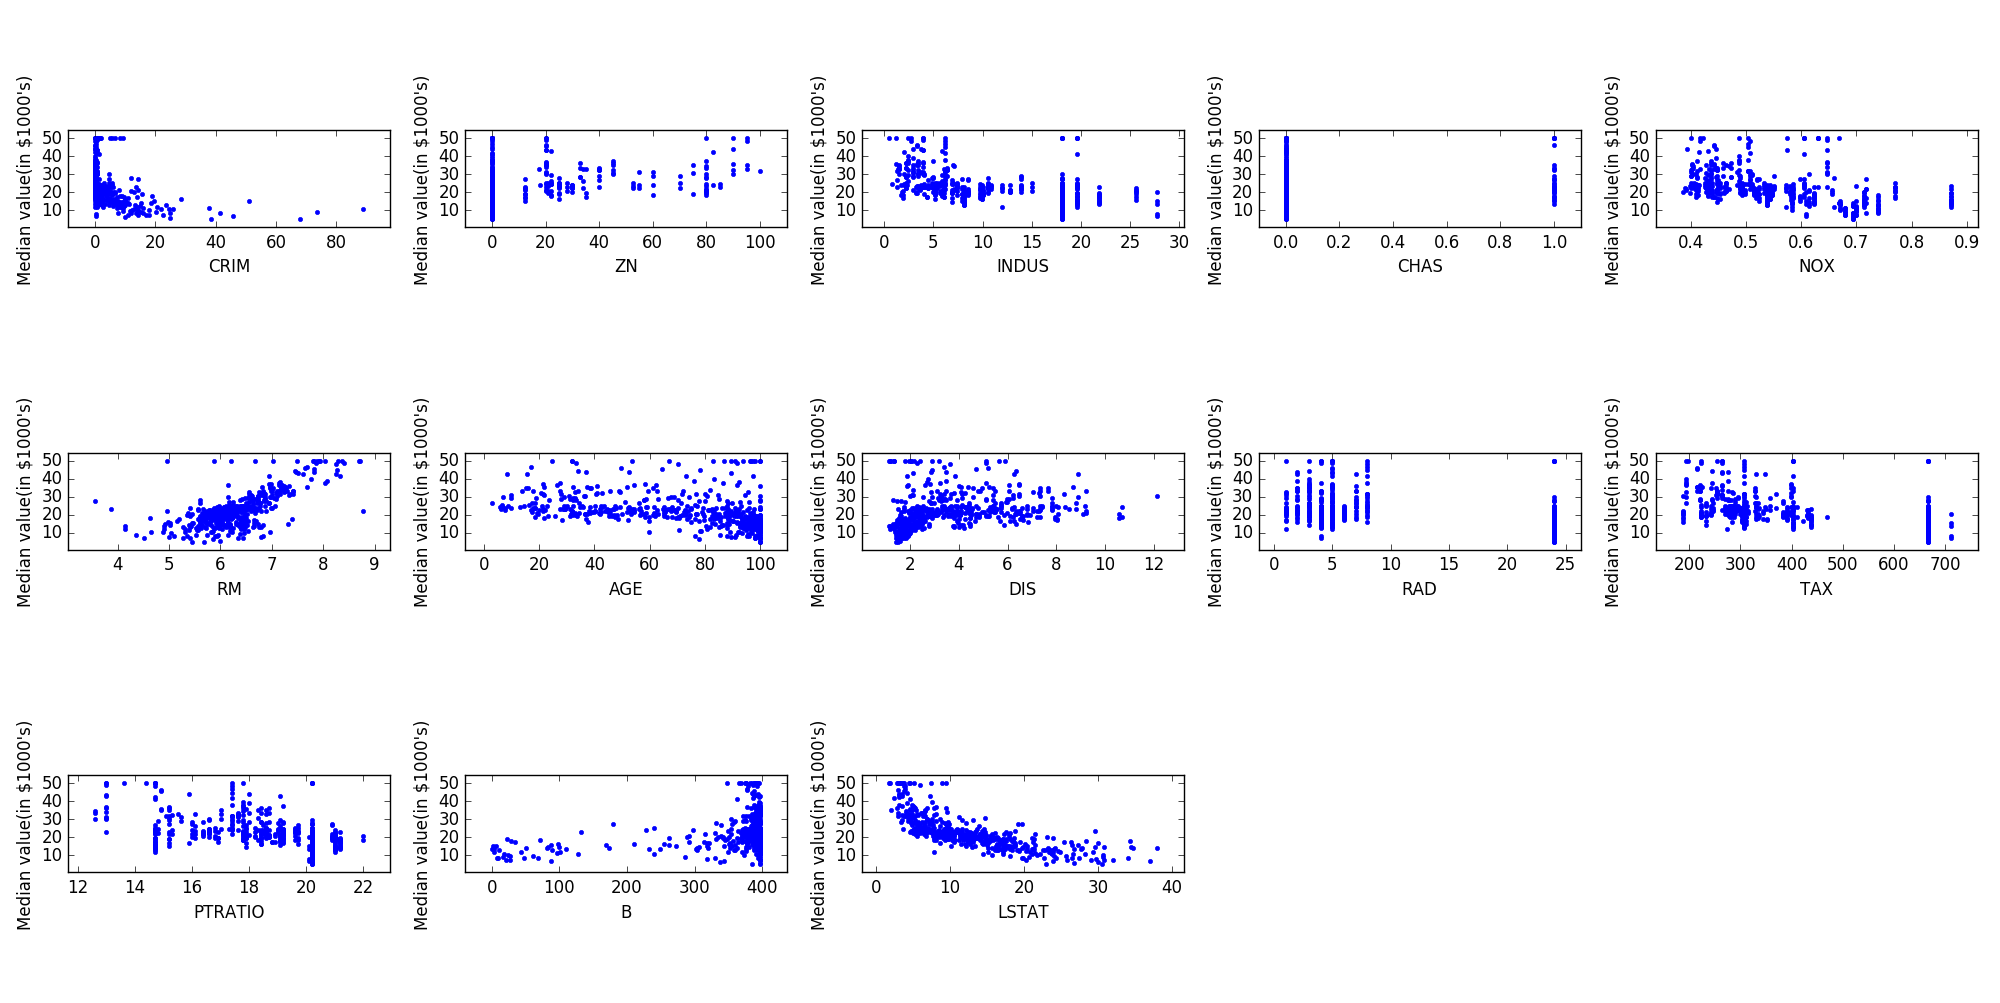 Median value(in $1000's)
50
40
30
20
10
0 20 40 60 80
CRIM
Median value(in $1000's)
50
40
30
20
10
0 20 40 60 80 100
ZN
Median value(in $1000's)
50
40
30
20
10
0 5 10 15 20 25 30
INDUS
Median value(in $1000's)
50
40
30
20
10
0.0 0.2 0.4 0.6 0.8 1.0
CHAS
Median value(in $1000's)
50
40
30
20
10
0.4 0.5 0.6 0.7 0.8 0.9
NOX
Median value(in $1000's)
50
40
30
20
10
4 5 6 7 8 9
RM
Median value(in $1000's)
50
40
30
20
10
0 20 40 60 80 100
AGE
Median value(in $1000's)
50
40
30
20
10
2 4 6 8 10 12
DIS
Median value(in $1000's)
50
40
30
20
10
0 5 10 15 20 25
RAD
Median value(in $1000's)
50
40
30
20
10
200 300 400 500 600 700
TAX
Median value(in $1000's)
50
40
30
20
10
12 14 16 18 20 22
PTRATIO
Median value(in $1000's)
50
40
30
20
10
0 100 200 300 400
B
Median value(in $1000's)
50
40
30
20
10
0 10 20 30 40
LSTAT